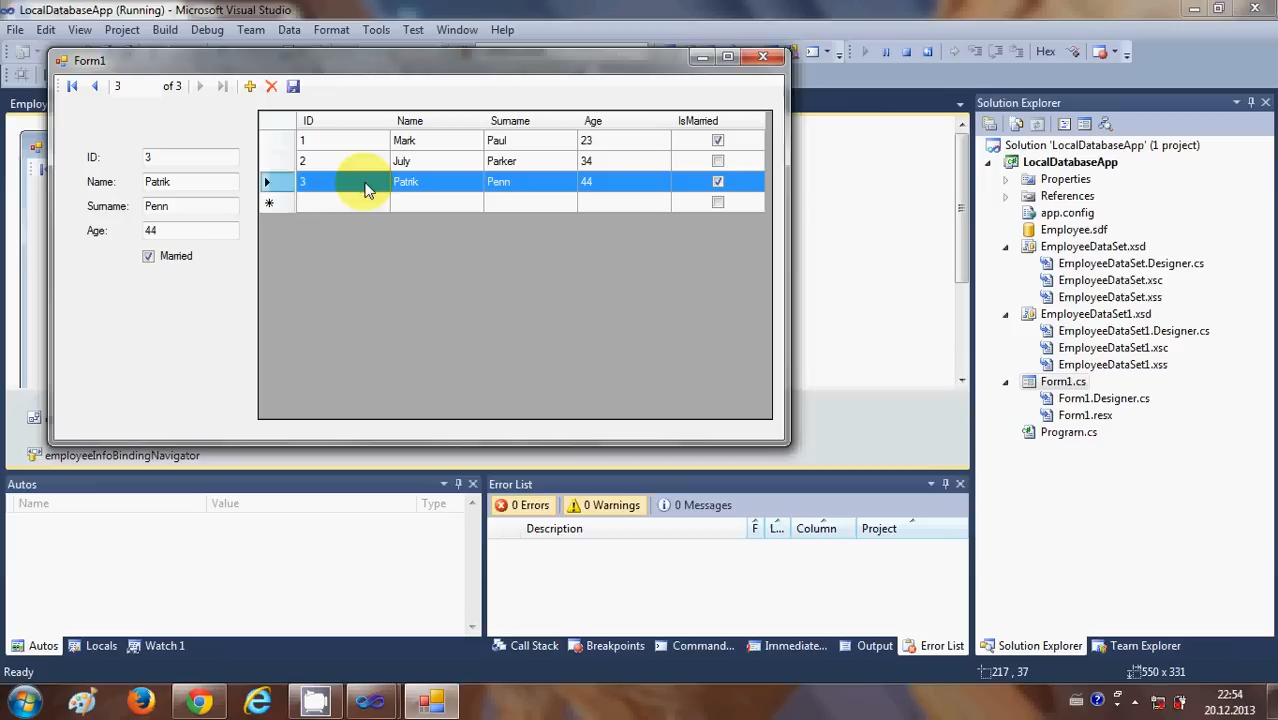 LocalDatabaseApp (Running) - Microsoft Visual Studio
File Edit View Project Build Debug Team Data Format Tools Test Window Help
Hex
Form1
3 of 3
Employe
Solution Explorer
ID Name Surname Age IsMarried
1 Mark Paul 23
2 July Parker 34
3 Patrik Penn 44
ID: 3
Name: Patrik
Surname: Penn
Age: 44
Married
Solution 'LocalDatabaseApp' (1 project)
LocalDatabaseApp
Properties
References
app.config
Employee.sdf
EmployeeDataSet.xsd
EmployeeDataSet.Designer.cs
EmployeeDataSet.xsc
EmployeeDataSet.xss
EmployeeDataSet1.xsd
EmployeeDataSet1.Designer.cs
EmployeeDataSet1.xsc
EmployeeDataSet1.xss
Form1.cs
Form1.Designer.cs
Form1.resx
Program.cs
employeeInfoBindingNavigator
Autos
Name Value Type
Error List
0 Errors 0 Warnings 0 Messages
Description F L... Column Project
Autos Locals Watch 1
Call Stack Breakpoints Command... Immediate... Output Error List
Solution Explorer Team Explorer
Ready
217 , 37 550 x 331
22:54
20.12.2013